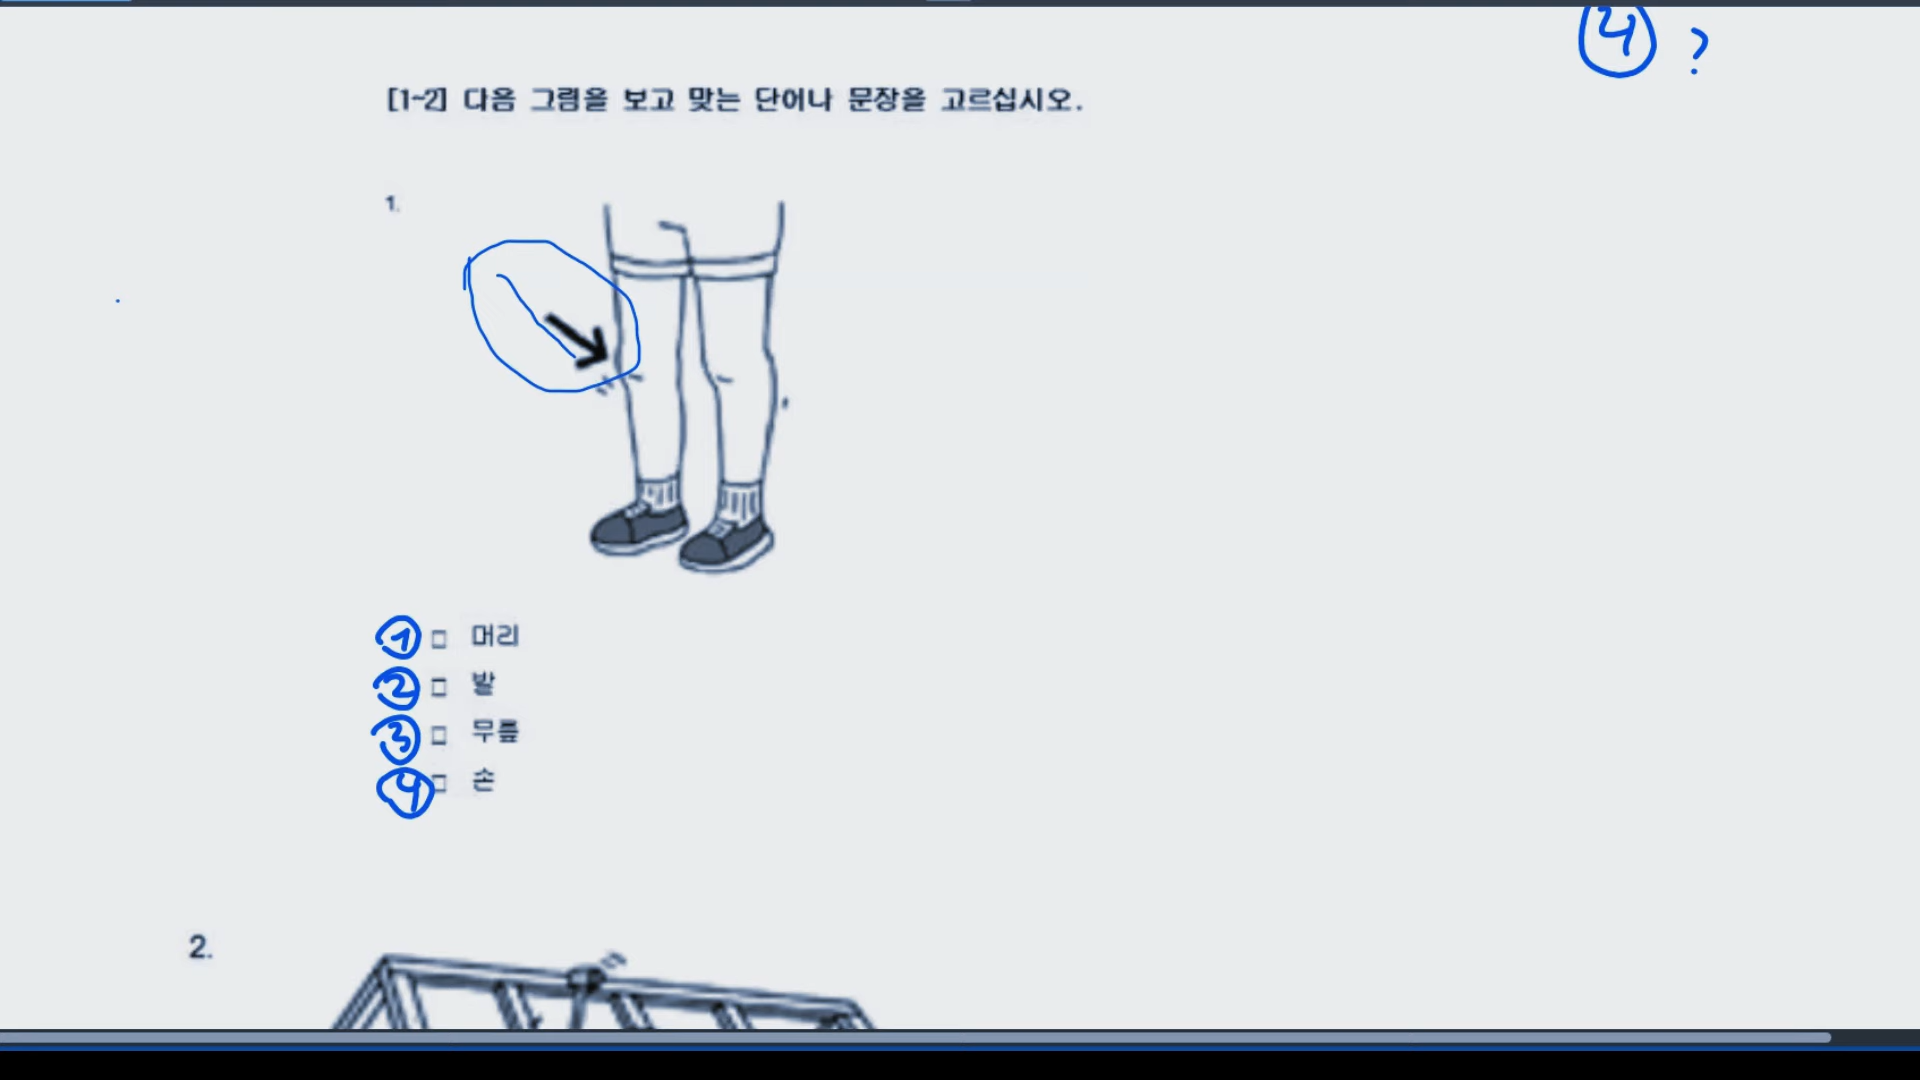 ④ ?
[1-2] 다음 그림을 보고 맞는 단어나 문장을 고르십시오.
1.
① □ 머리
② □ 발
③ □ 무릎
④ □ 손
2.